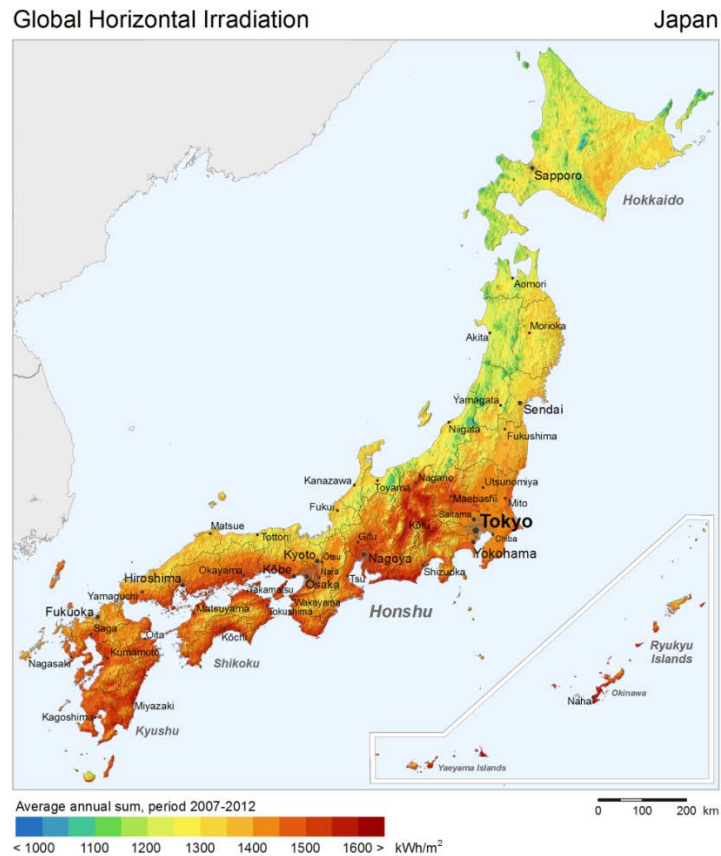 Global Horizontal Irradiation Japan
Sapporo
Hokkaido
Aomori
Akita
Morioka
Yamagata
Sendai
Niigata
Fukushima
Kanazawa
Toyama
Nagano
Utsunomiya
Maebashi
Mito
Fukui
Saitama
Tokyo
Kofu
Chiba
Matsue
Tottori
Gifu
Yokohama
Kyoto
Otsu
Nagoya
Okayama
Kōbe
Nara
Shizuoka
Hiroshima
Osaka
Tsu
Yamaguchi
Takamatsu
Wakayama
Honshu
Fukuoka
Matsuyama
Tokushima
Saga
Oita
Kōchi
Ryukyu
Islands
Nagasaki
Kumamoto
Shikoku
Okinawa
Naha
Miyazaki
Kagoshima
Kyushu
Yaeyama Islands
Average annual sum, period 2007-2012
0 100 200 km
< 1000 1100 1200 1300 1400 1500 1600 > kWh/m²